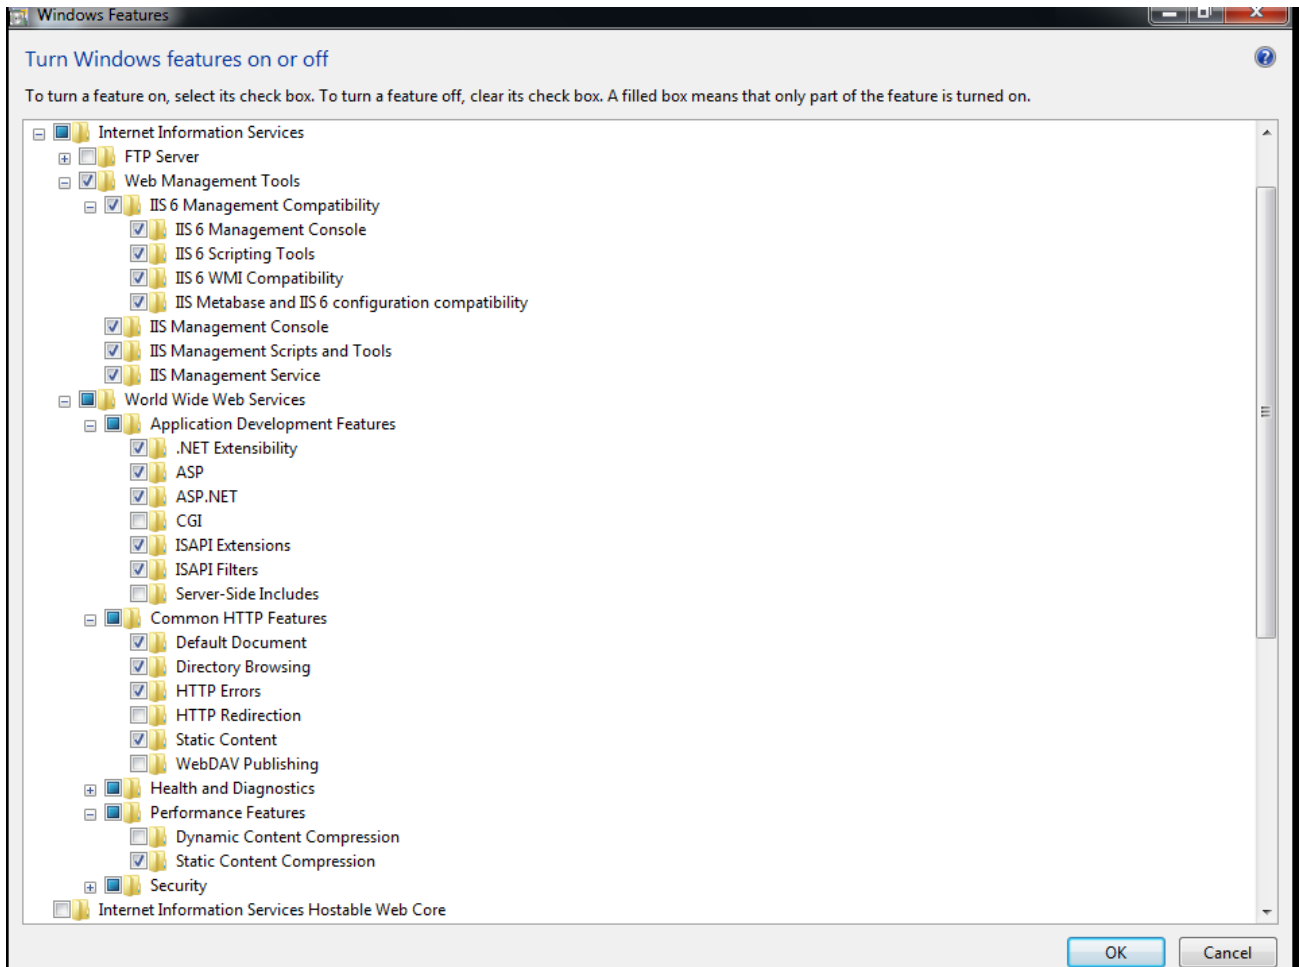 Windows Features
Turn Windows features on or off
To turn a feature on, select its check box. To turn a feature off, clear its check box. A filled box means that only part of the feature is turned on.
Internet Information Services
FTP Server
Web Management Tools
IIS 6 Management Compatibility
IIS 6 Management Console
IIS 6 Scripting Tools
IIS 6 WMI Compatibility
IIS Metabase and IIS 6 configuration compatibility
IIS Management Console
IIS Management Scripts and Tools
IIS Management Service
World Wide Web Services
Application Development Features
.NET Extensibility
ASP
ASP.NET
CGI
ISAPI Extensions
ISAPI Filters
Server-Side Includes
Common HTTP Features
Default Document
Directory Browsing
HTTP Errors
HTTP Redirection
Static Content
WebDAV Publishing
Health and Diagnostics
Performance Features
Dynamic Content Compression
Static Content Compression
Security
Internet Information Services Hostable Web Core
OK Cancel